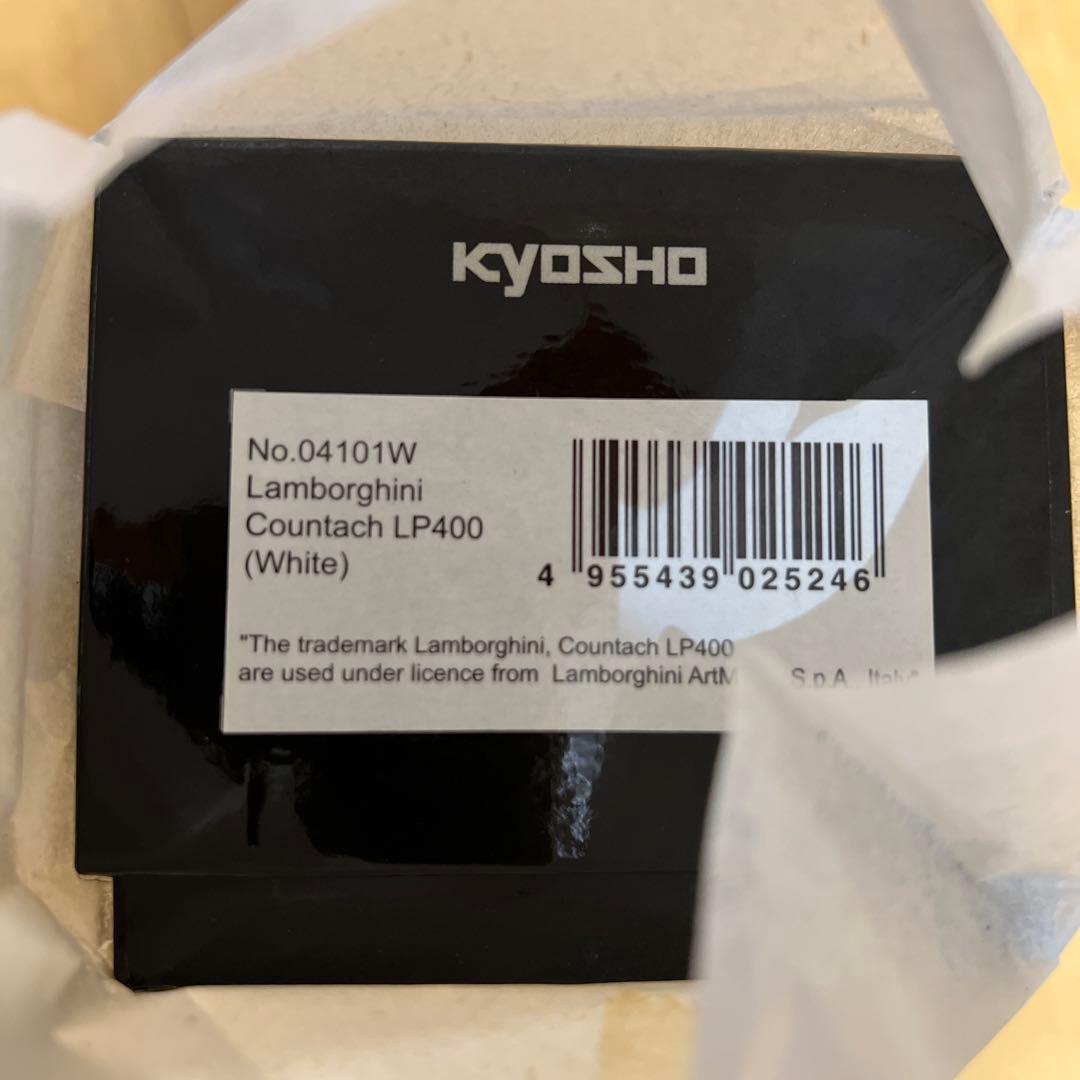 KYOSHO
No.04101W
Lamborghini
Countach LP400
(White)
4 955439 025246
"The trademark Lamborghini, Countach LP400
are used under licence from Lamborghini S.p.A., Italy"